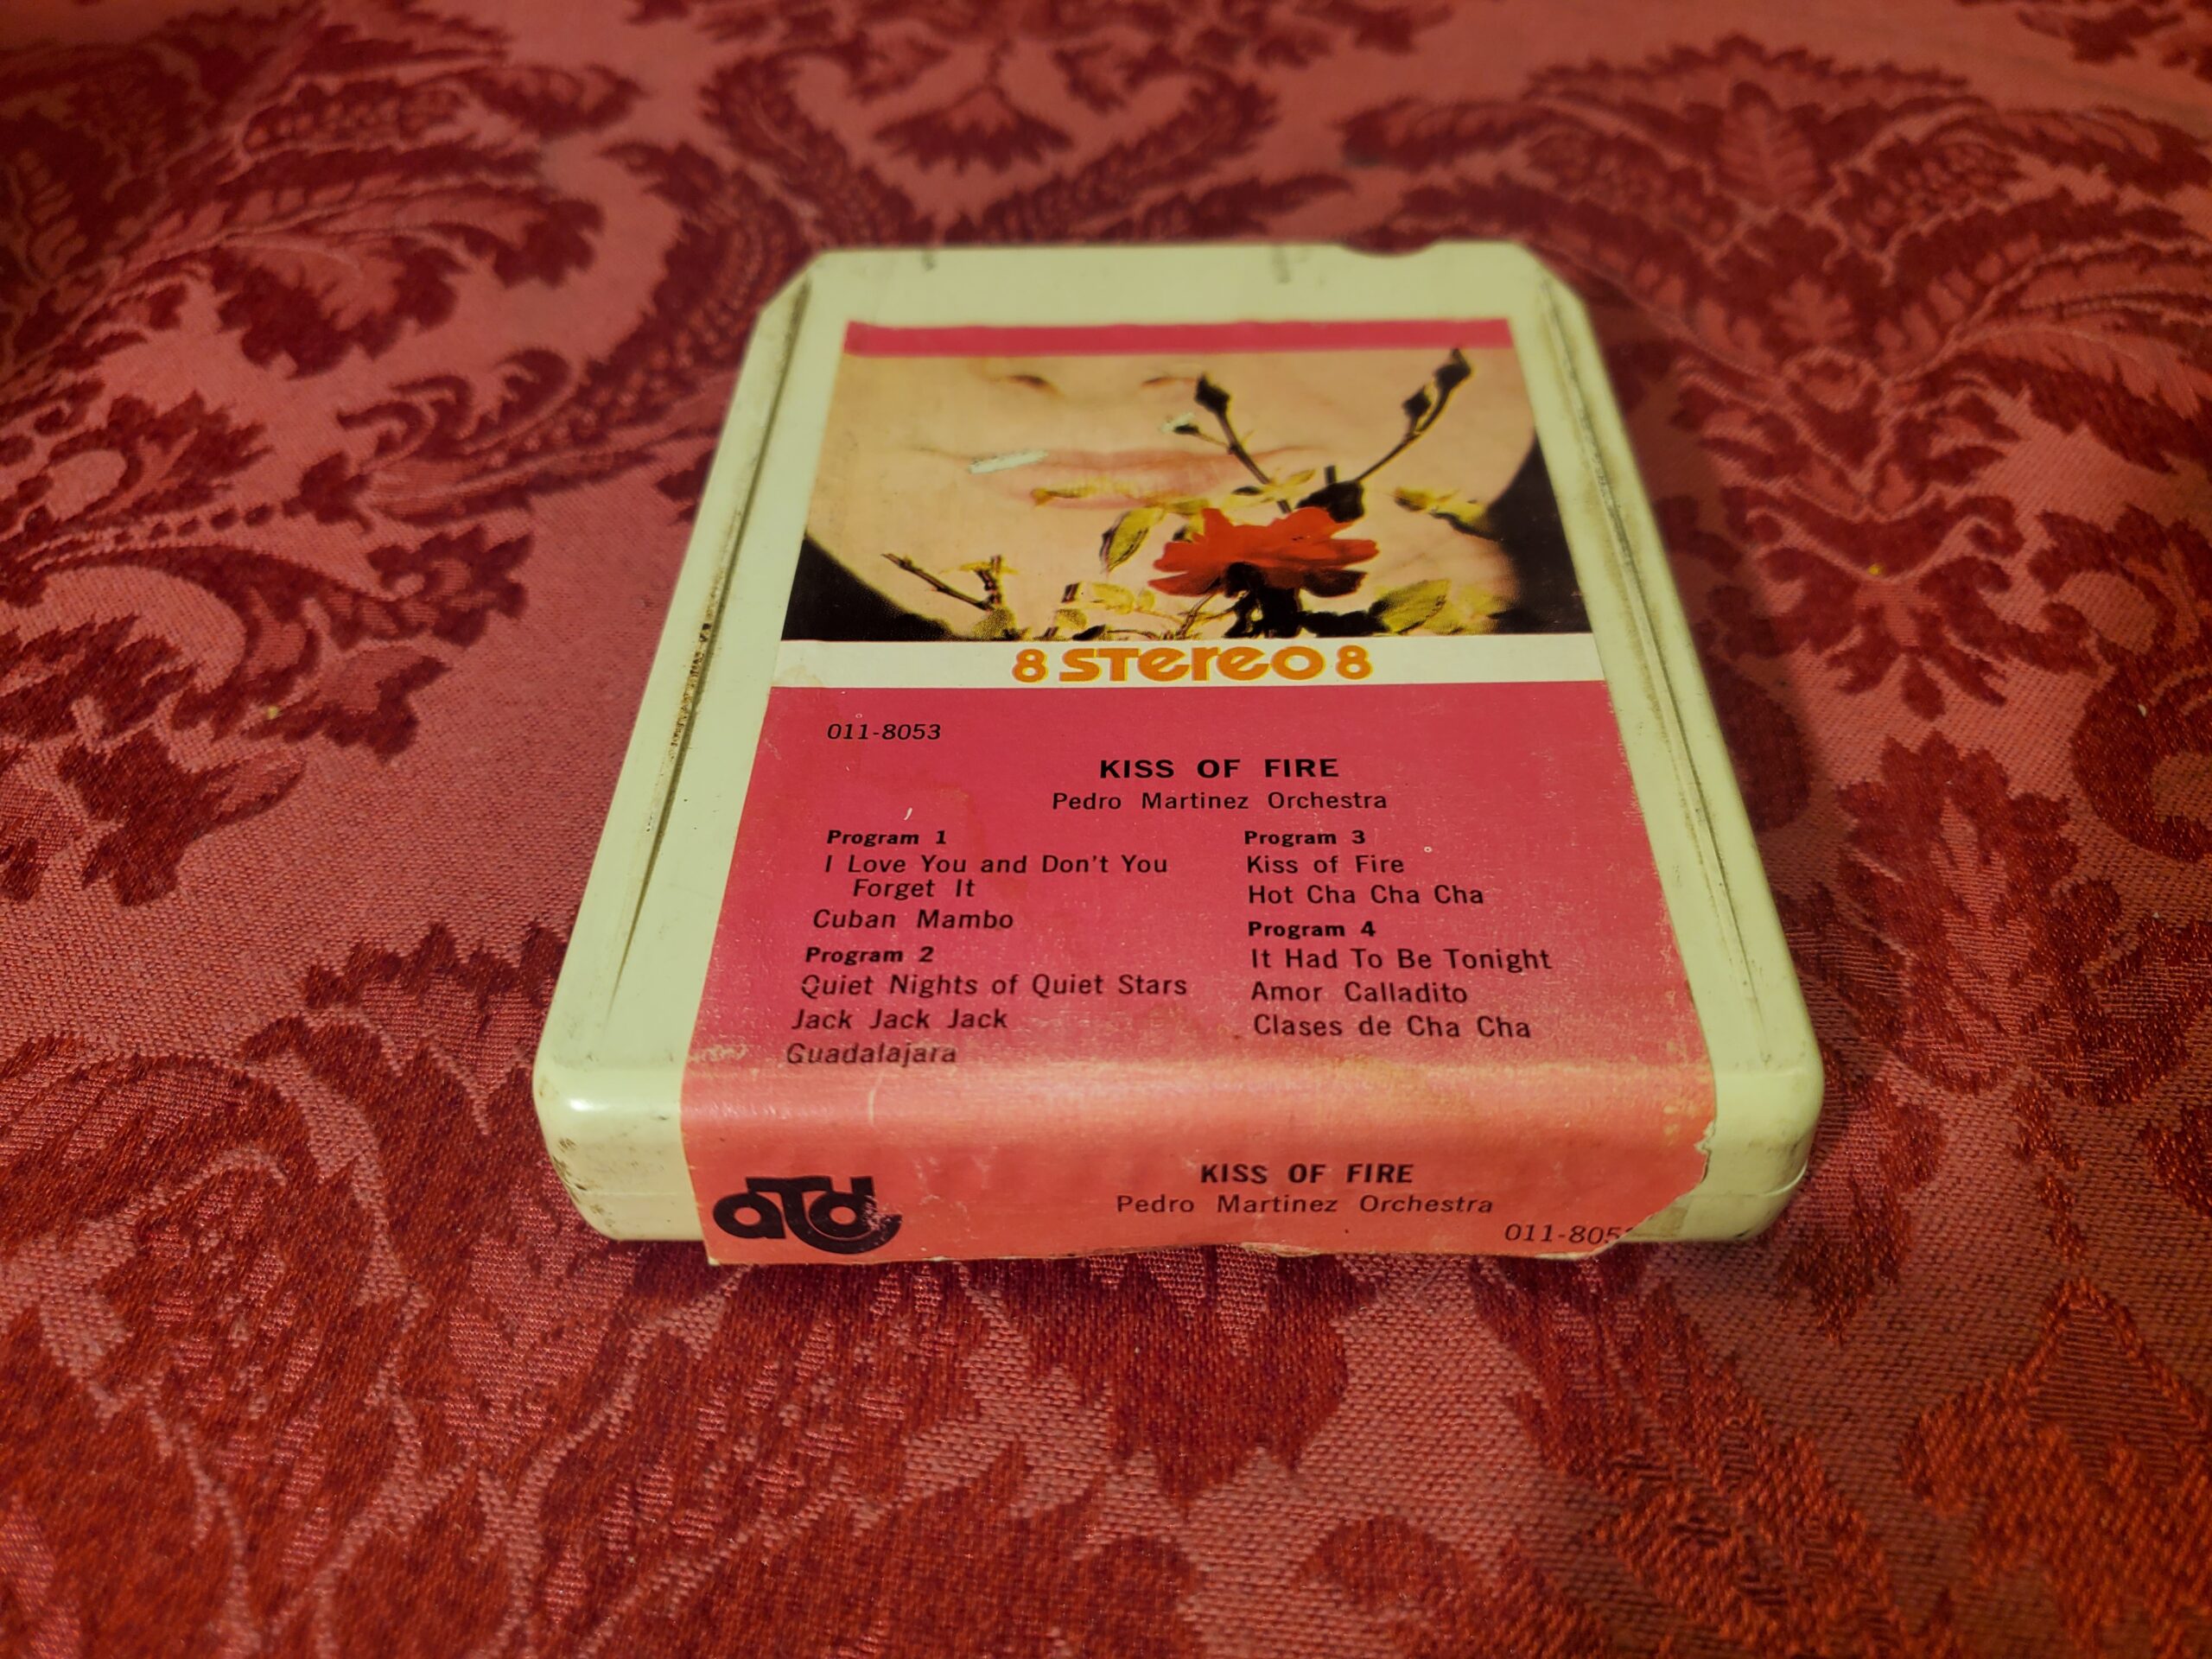 8 STereo 8
011-8053
KISS OF FIRE
Pedro Martinez Orchestra
Program 1
I Love You and Don't You
Forget It
Cuban Mambo
Program 2
Quiet Nights of Quiet Stars
Jack Jack Jack
Guadalajara
Program 3
Kiss of Fire
Hot Cha Cha Cha
Program 4
It Had To Be Tonight
Amor Calladito
Clases de Cha Cha
aTd
KISS OF FIRE
Pedro Martinez Orchestra
011-805